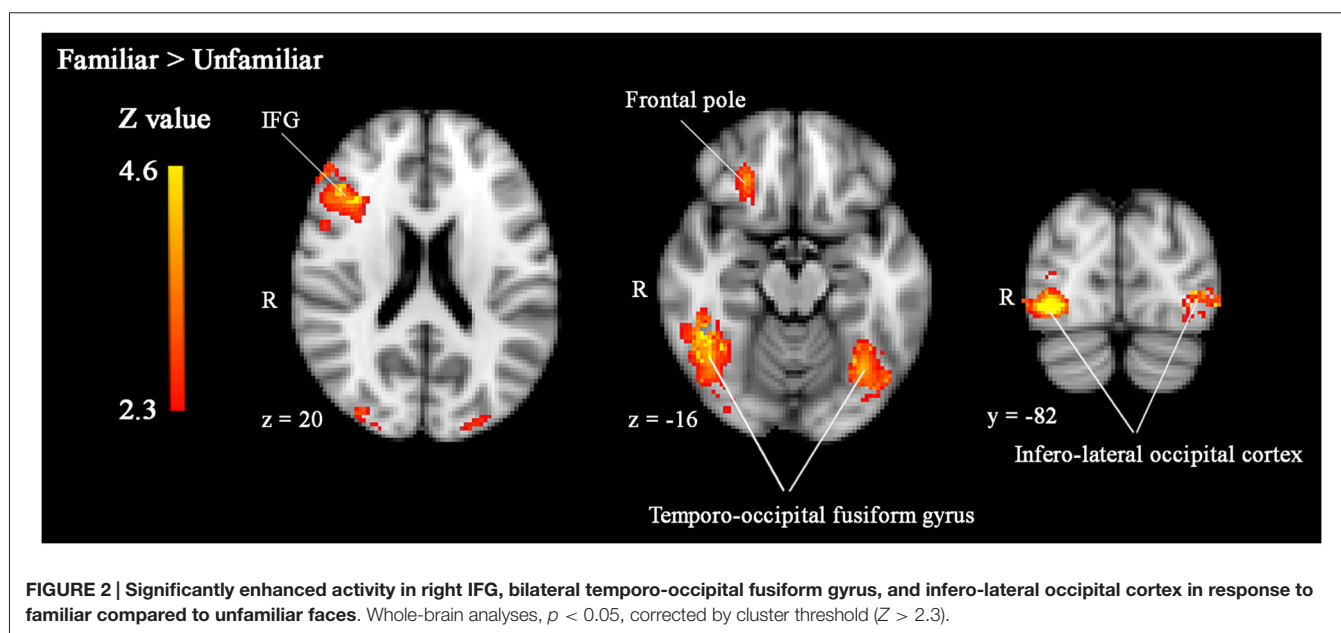 Familiar > Unfamiliar
Z value
4.6
2.3
IFG
R
z = 20
Frontal pole
R
z = -16
Temporo-occipital fusiform gyrus
R
y = -82
Infero-lateral occipital cortex
FIGURE 2 | Significantly enhanced activity in right IFG, bilateral temporo-occipital fusiform gyrus, and infero-lateral occipital cortex in response to
familiar compared to unfamiliar faces. Whole-brain analyses, p < 0.05, corrected by cluster threshold (Z > 2.3).